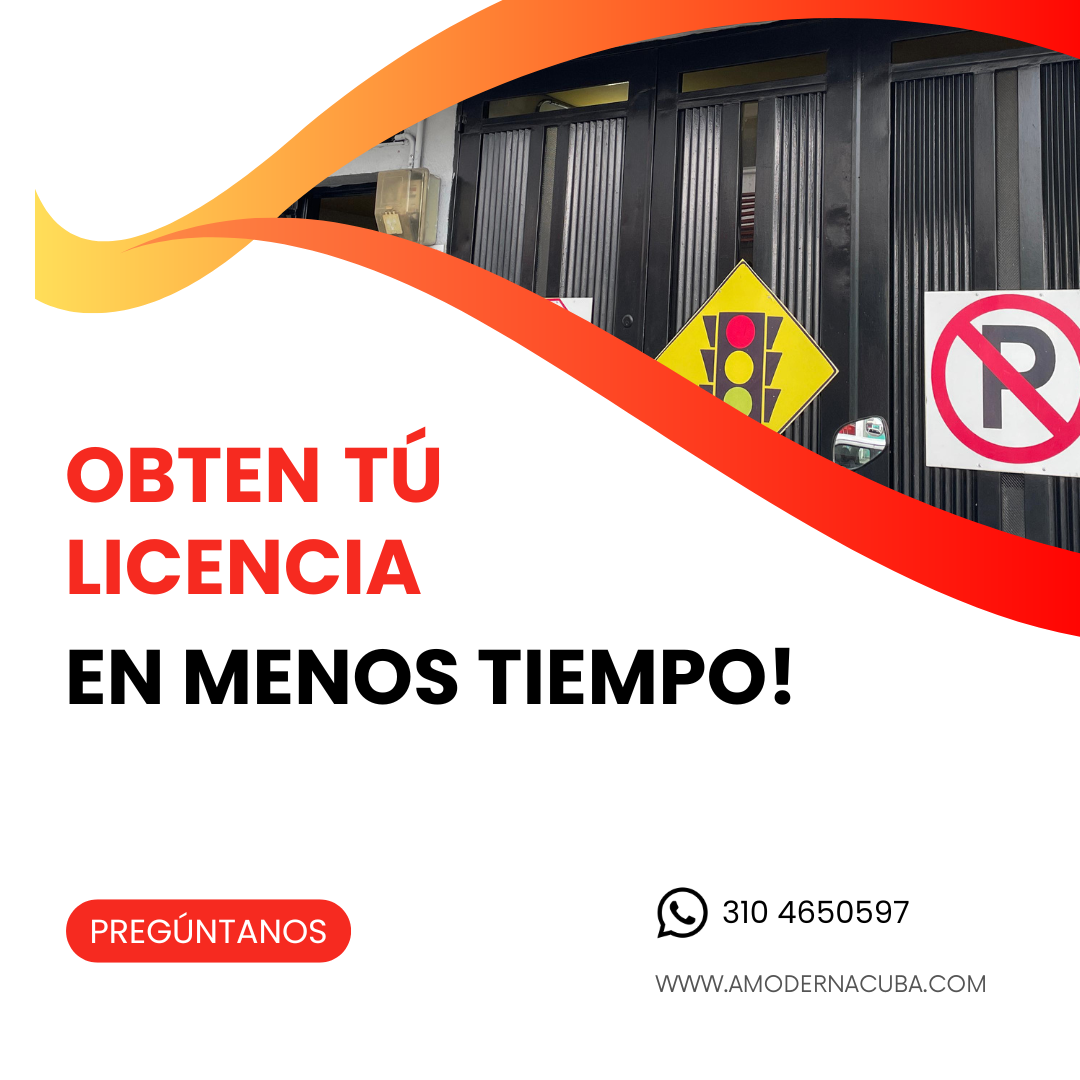 P
OBTEN TÚ
LICENCIA
EN MENOS TIEMPO!
PREGÚNTANOS
310 4650597
WWW.AMODERNACUBA.COM